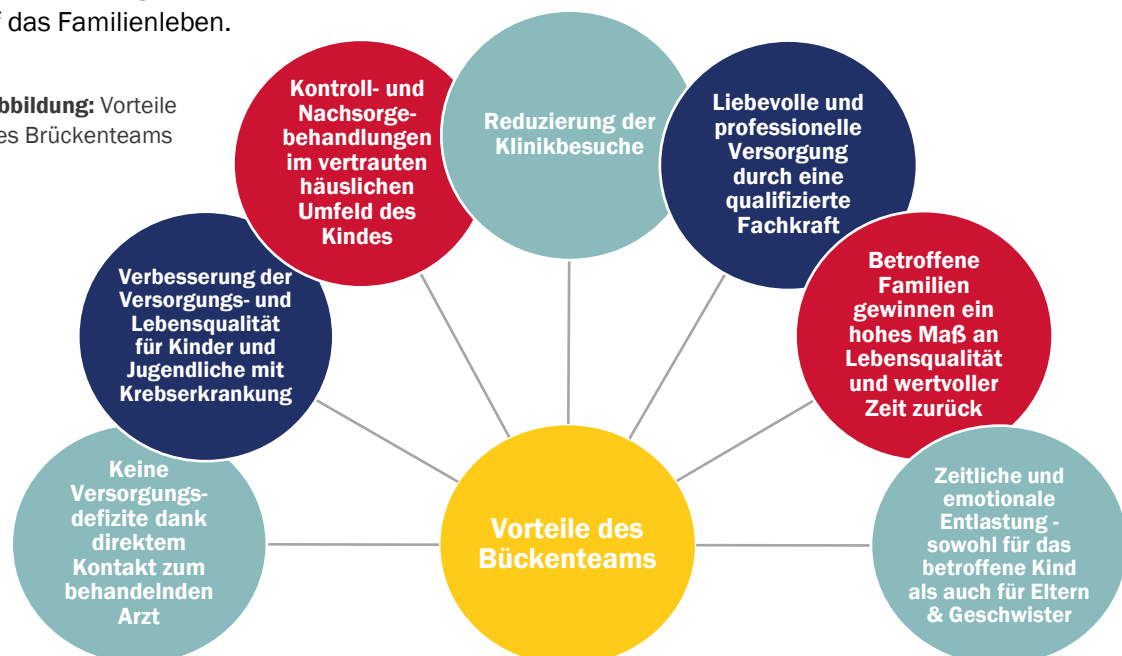 das Familienleben.
bbildung: Vorteile
es Brückenteams
Kontroll- und
Nachsorge-
behandlungen
im vertrauten
häuslichen
Umfeld des
Kindes
Reduzierung der
Klinikbesuche
Liebevolle und
professionelle
Versorgung
durch eine
qualifizierte
Fachkraft
Verbesserung der
Versorgungs- und
Lebensqualität
für Kinder und
Jugendliche mit
Krebserkrankung
Betroffene
Familien
gewinnen ein
hohes Maß an
Lebensqualität
und wertvoller
Zeit zurück
Keine
Versorgungs-
defizite dank
direktem
Kontakt zum
behandelnden
Arzt
Vorteile des
Bückenteams
Zeitliche und
emotionale
Entlastung -
sowohl für das
betroffene Kind
als auch für Eltern
& Geschwister